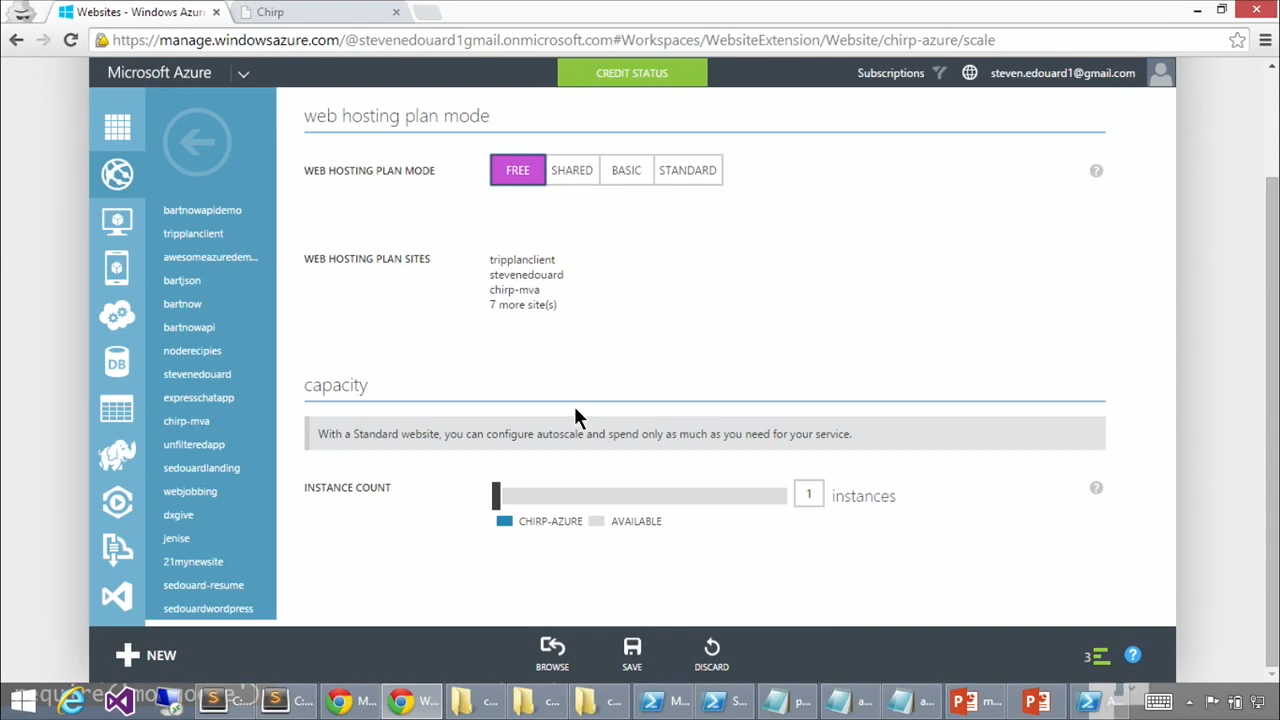 Websites - Windows Azur
Chirp
https://manage.windowsazure.com/@stevenedouard1gmail.onmicrosoft.com#Workspaces/WebsiteExtension/Website/chirp-azure/scale
Microsoft Azure
CREDIT STATUS
Subscriptions
steven.edouard1@gmail.com
web hosting plan mode
WEB HOSTING PLAN MODE
FREE SHARED BASIC STANDARD
?
WEB HOSTING PLAN SITES
tripplanclient
stevenedouard
chirp-mva
7 more site(s)
capacity
With a Standard website, you can configure autoscale and spend only as much as you need for your service.
INSTANCE COUNT
1 instances
?
CHIRP-AZURE AVAILABLE
bartnowapidemo
tripplanclient
awesomeazuredem...
bartjson
bartnow
bartnowapi
noderecipies
stevenedouard
expresschatapp
chirp-mva
unfilteredapp
sedouardlanding
webjobbing
dxgive
jenise
21mynewsite
sedouard-resume
sedouardwordpress
DB
NEW
BROWSE
SAVE
DISCARD
3
?
C... C... M... W... c... c... c... M... S... p... a... a... m... A...